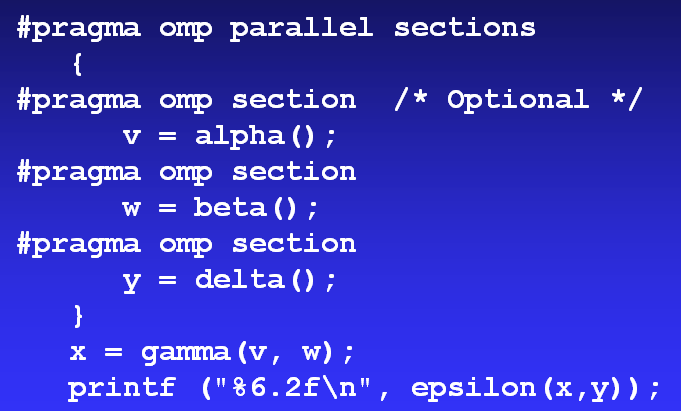 #pragma omp parallel sections
   {
#pragma omp section  /* Optional */
      v = alpha();
#pragma omp section
      w = beta();
#pragma omp section
      y = delta();
   }
   x = gamma(v, w);
   printf ("%6.2f\n", epsilon(x,y));